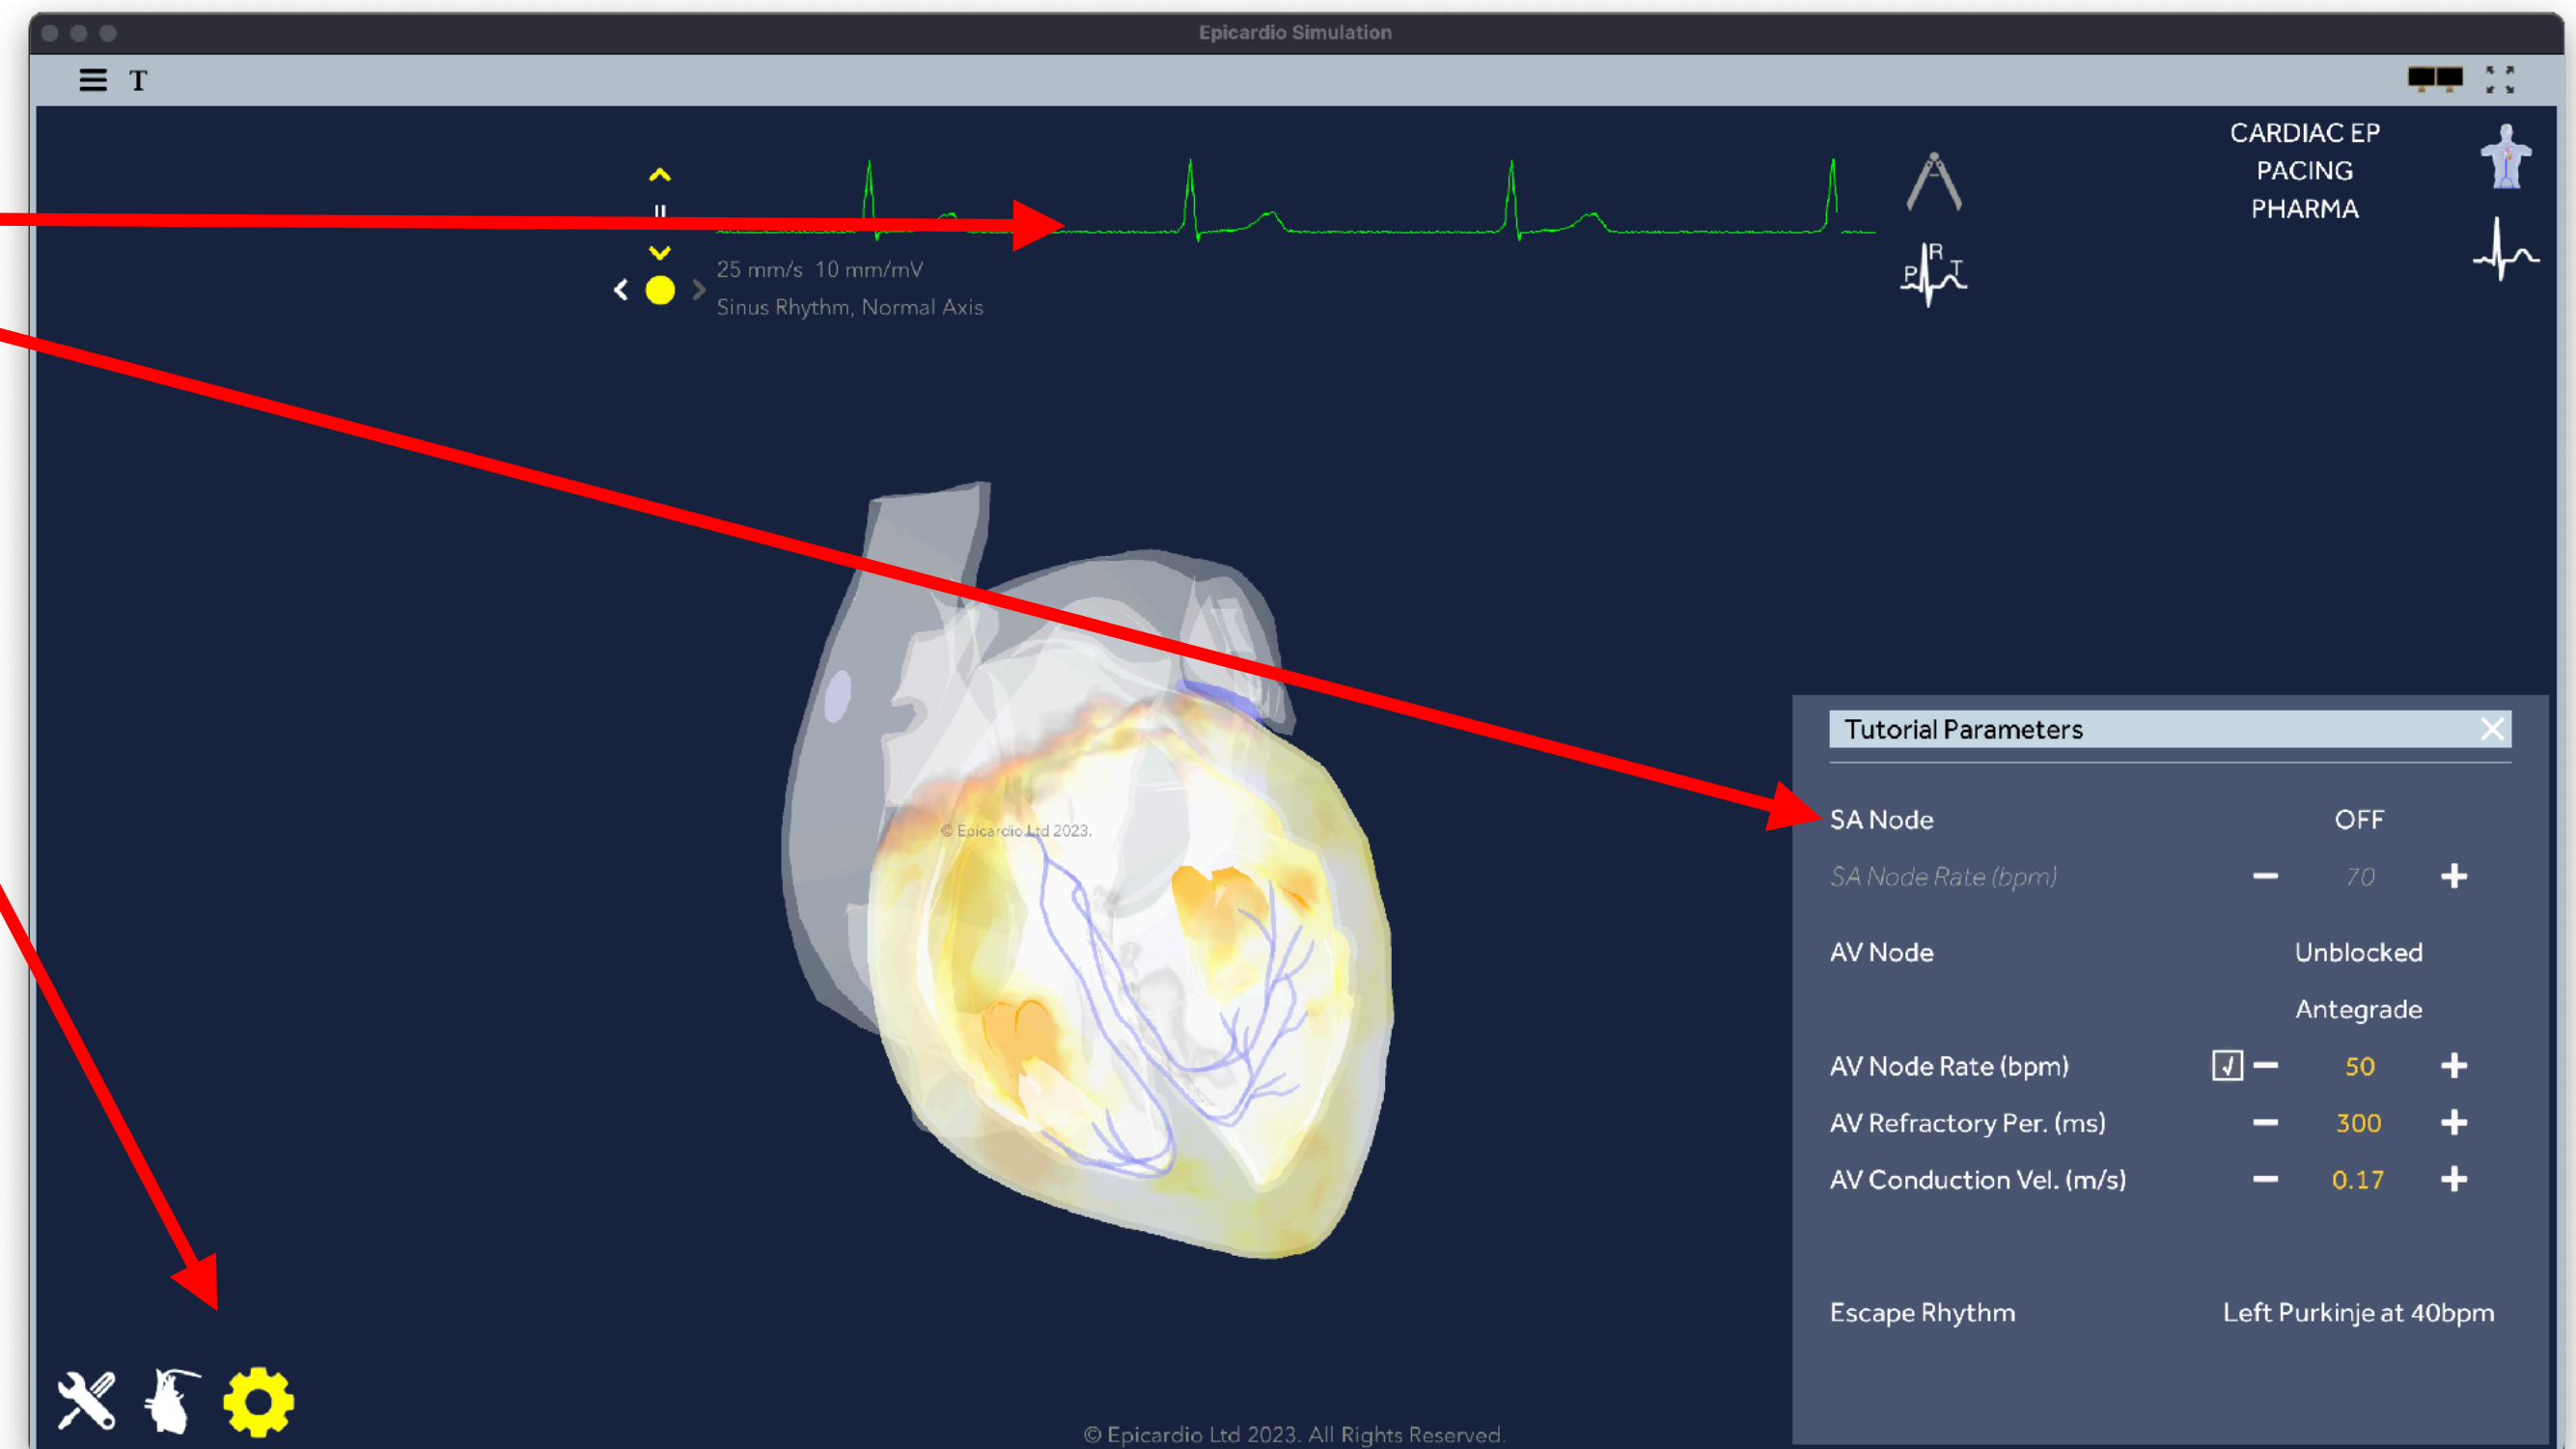 Epicardio Simulation
T
CARDIAC EP
PACING
PHARMA
II
25 mm/s 10 mm/mV
Sinus Rhythm, Normal Axis
P R T
© Epicardio Ltd 2023.
Tutorial Parameters
SA Node OFF
SA Node Rate (bpm) 70
AV Node Unblocked
Antegrade
AV Node Rate (bpm) 50
AV Refractory Per. (ms) 300
AV Conduction Vel. (m/s) 0.17
Escape Rhythm Left Purkinje at 40bpm
© Epicardio Ltd 2023. All Rights Reserved.